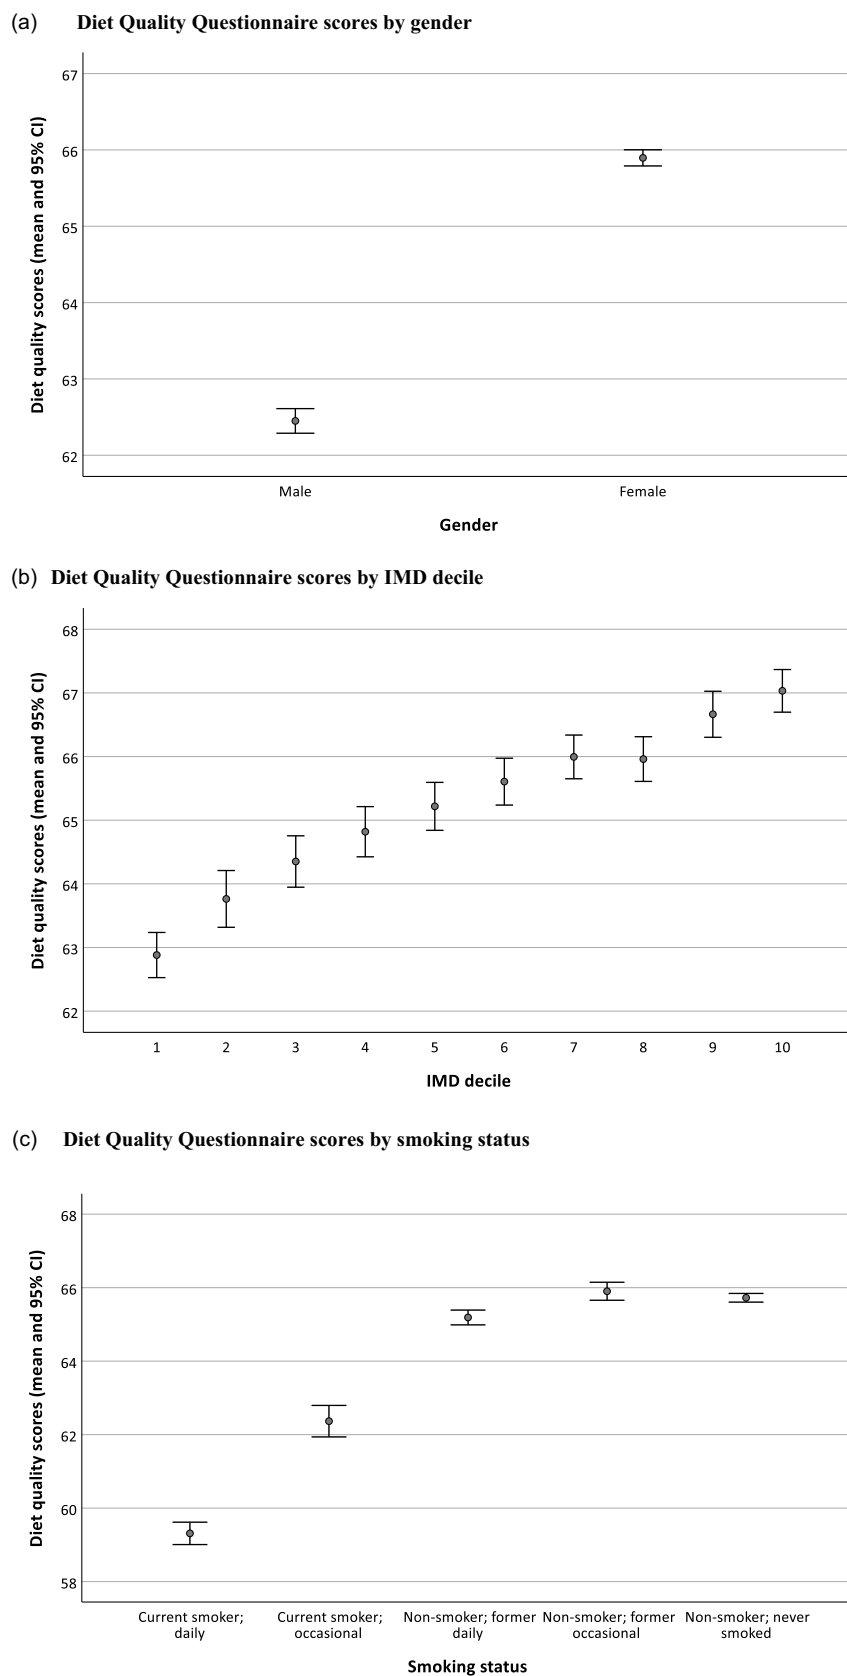 (a) Diet Quality Questionnaire scores by gender
Diet quality scores (mean and 95% CI)
67
66
65
64
63
62
Male Female
Gender
(b) Diet Quality Questionnaire scores by IMD decile
Diet quality scores (mean and 95% CI)
68
67
66
65
64
63
62
1 2 3 4 5 6 7 8 9 10
IMD decile
(c) Diet Quality Questionnaire scores by smoking status
Diet quality scores (mean and 95% CI)
68
66
64
62
60
58
Current smoker; Current smoker; Non-smoker; former Non-smoker; former Non-smoker; never
daily occasional daily occasional smoked
Smoking status